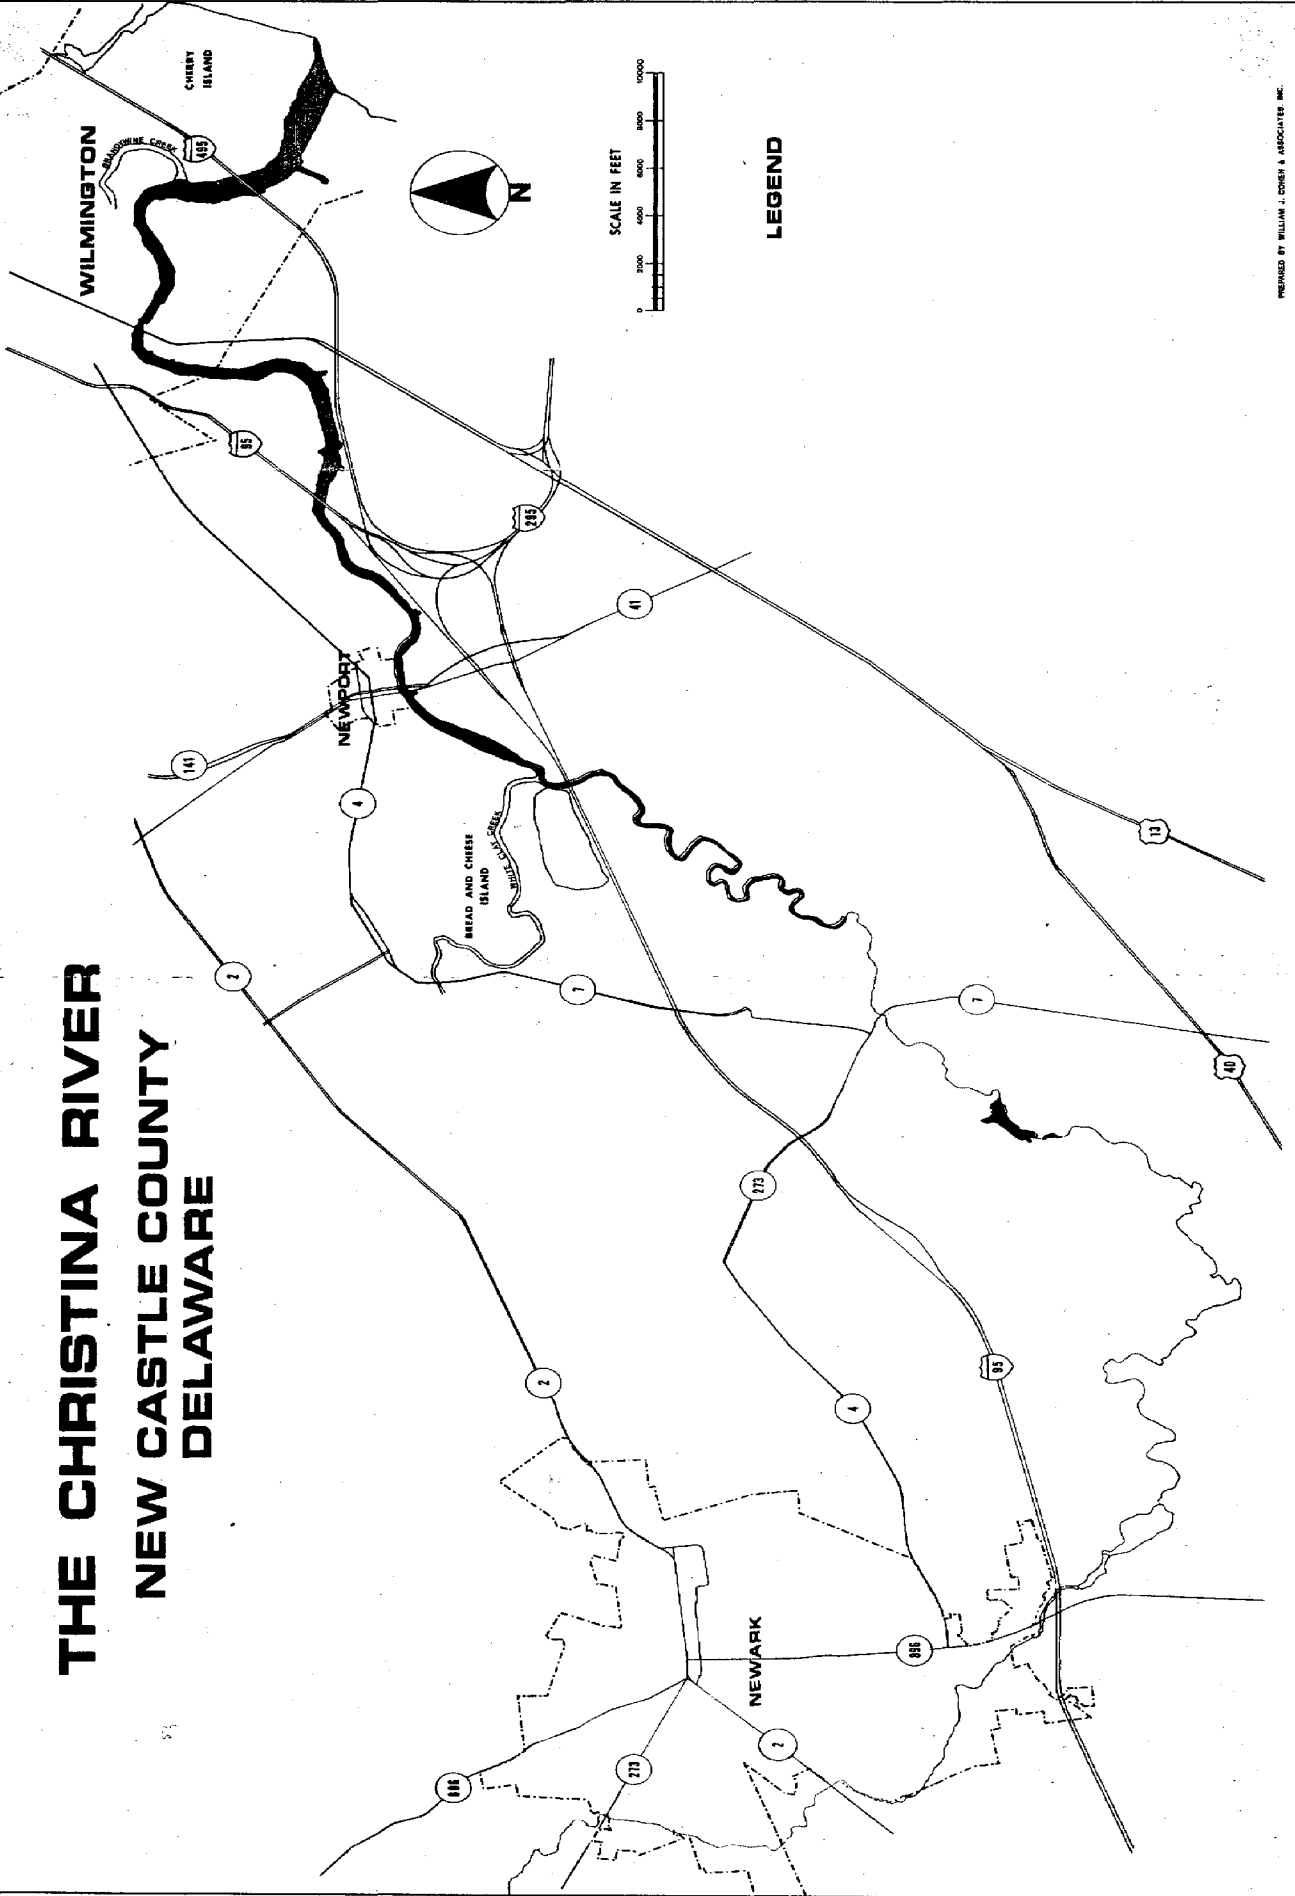 THE CHRISTINA RIVER
NEW CASTLE COUNTY
DELAWARE
WILMINGTON
BRANDYWINE CREEK
CHERRY
ISLAND
495
95
295
141
NEWPORT
41
4
2
BREAD AND CHEESE
ISLAND
WHITE CLAY CREEK
7
7
13
40
273
2
4
95
896
NEWARK
896
273
2
N
SCALE IN FEET
0 2000 4000 6000 8000 10000
LEGEND
PREPARED BY WILLIAM J. COHEN & ASSOCIATES, INC.